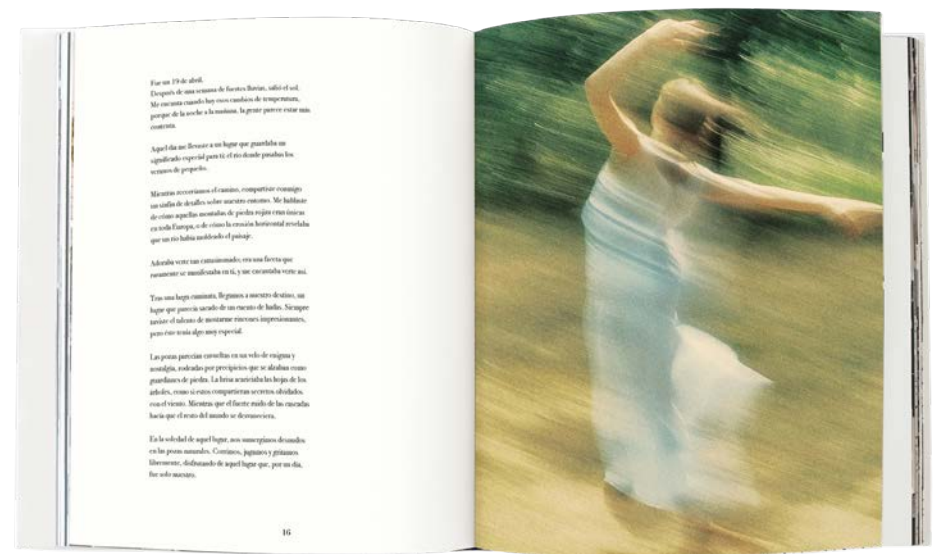 Fue un 19 de abril.
Después de una semana de fuertes lluvias, salió el sol.
Me encanta cuando hay esos cambios de temperatura,
porque de la noche a la mañana, la gente parece estar más
contenta.
Aquel día me llevaste a un lugar que guardaba un
significado especial para ti: el río donde pasabas los
veranos de pequeño.
Mientras recorríamos el camino, compartiste conmigo
un sinfín de detalles sobre nuestro entorno. Me hablaste
de cómo aquellas montañas de piedra rojiza eran únicas
en toda Europa, o de cómo la erosión horizontal revelaba
que un río había moldeado el paisaje.
Adoraba verte tan entusiasmado; era una faceta que
raramente se manifestaba en ti, y me encantaba verte así.
Tras una larga caminata, llegamos a nuestro destino, un
lugar que parecía sacado de un cuento de hadas. Siempre
tuviste el talento de mostrarme rincones impresionantes,
pero éste tenía algo muy especial.
Las pozas parecían envueltas en un velo de enigma y
nostalgia, rodeadas por precipicios que se alzaban como
guardianes de piedra. La brisa acariciaba las hojas de los
árboles, como si estos compartieran secretos olvidados
con el viento. Mientras que el fuerte ruido de las cascadas
hacía que el resto del mundo se desvaneciera.
En la soledad de aquel lugar, nos sumergimos desnudos
en las pozas naturales. Corrimos, jugamos y gritamos
libremente, disfrutando de aquel lugar que, por un día,
fue solo nuestro.
16